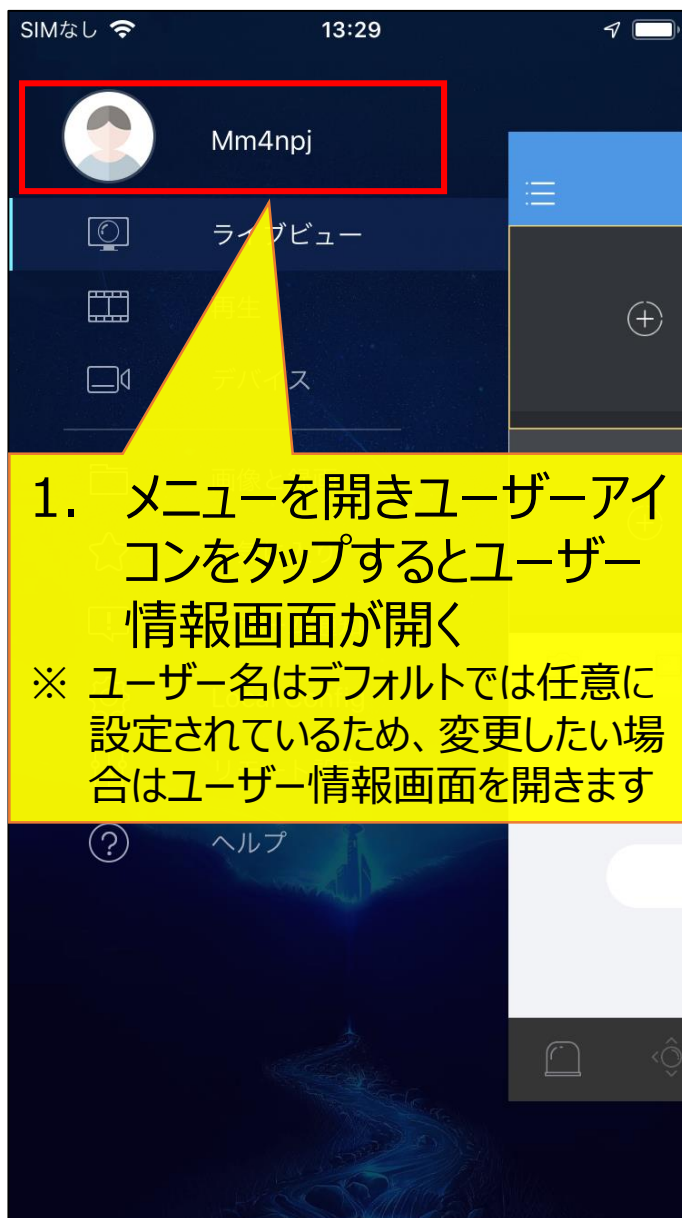 SIMなし 13:29
Mm4npj
ライブビュー
再生
デバイス
1. メニューを開きユーザーアイ
コンをタップするとユーザー
情報画面が開く
※ ユーザー名はデフォルトでは任意に
設定されているため、変更したい場
合はユーザー情報画面を開きます
Local Config
ヘルプ